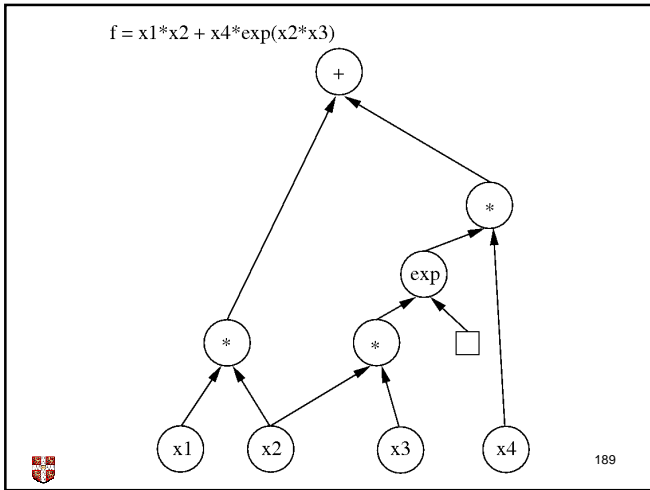 f = x1*x2 + x4*exp(x2*x3)
+
*
exp
* *
x1 x2 x3 x4
189